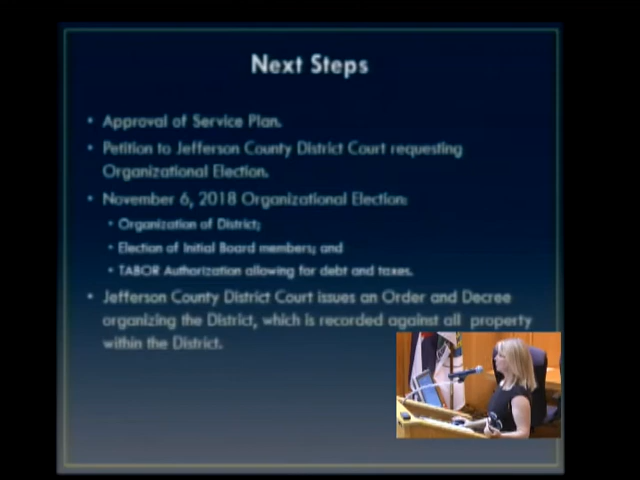 Next Steps
• Approval of Service Plan.
• Petition to Jefferson County District Court requesting
Organizational Election.
• November 6, 2018 Organizational Election:
• Organization of District;
• Election of Initial Board members; and
• TABOR Authorization allowing for debt and taxes.
• Jefferson County District Court issues an Order and Decree
organizing the District, which is recorded against all property
within the District.